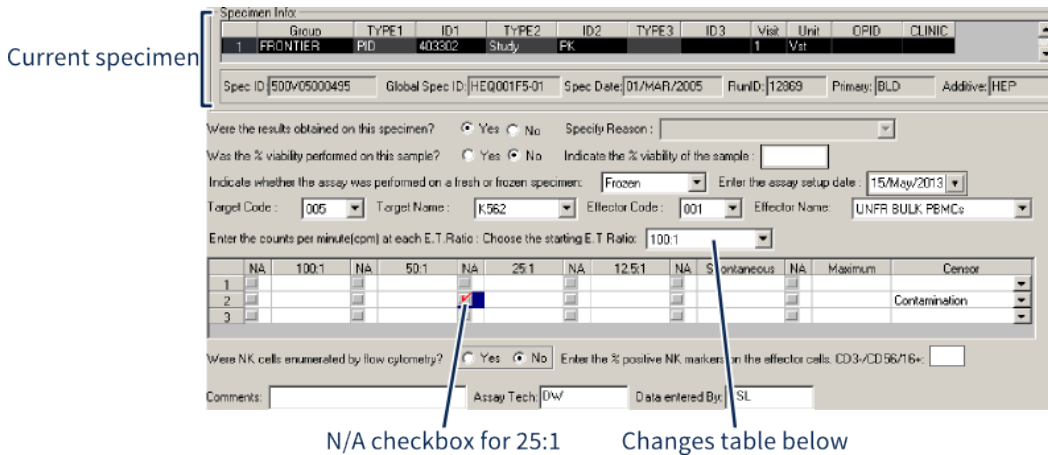 Specimen Info:
Group TYPE1 ID1 TYPE2 ID2 TYPE3 ID3 Visit Unit OPID CLINIC
1 FRONTIER PID 403302 Study PK 1 Vst
Current specimen
Spec ID: 500V05000495 Global Spec ID: HEQ001F5-01 Spec Date: 01/MAR/2005 RunID: 12869 Primary: BLD Additive: HEP
Were the results obtained on this specimen? Yes No Specify Reason :
Was the % viability performed on this sample? Yes No Indicate the % viability of the sample :
Indicate whether the assay was performed on a fresh or frozen specimen: Frozen Enter the assay setup date : 15/May/2013
Target Code : 005 Target Name : K562 Effector Code : 001 Effector Name: UNFR BULK PBMCs
Enter the counts per minute(cpm) at each E.T.Ratio : Choose the starting E.T Ratio: 100:1
NA 100:1 NA 50:1 NA 25:1 NA 12.5:1 NA Spontaneous NA Maximum Censor
1
2 Contamination
3
Were NK cells enumerated by flow cytometry? Yes No Enter the % positive NK markers on the effector cells. CD3-/CD56/16+:
Comments: Assay Tech: DW Data entered By: SL
N/A checkbox for 25:1 Changes table below